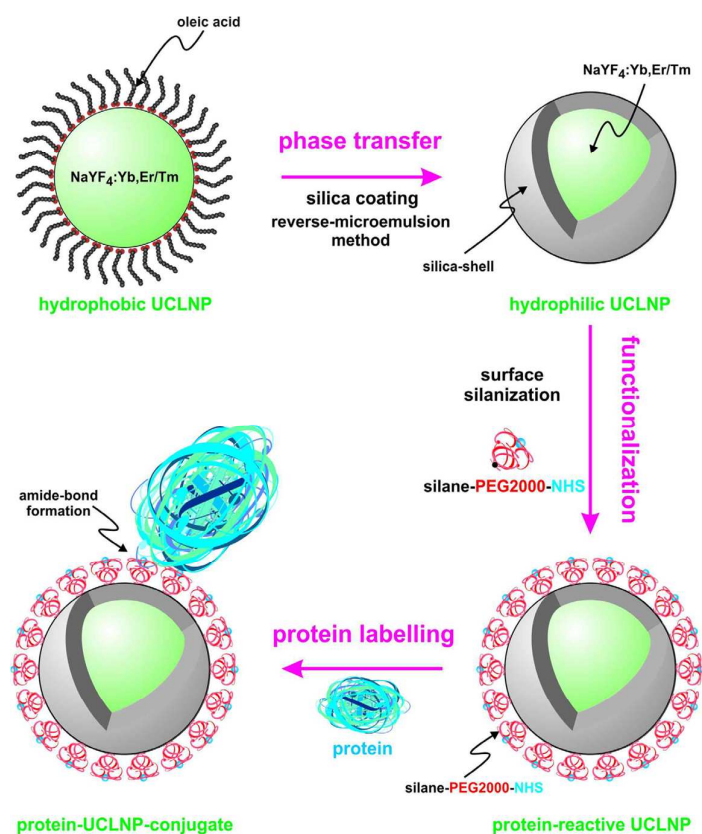 oleic acid
NaYF4:Yb,Er/Tm
hydrophobic UCLNP
phase transfer
silica coating
reverse-microemulsion
method
NaYF4:Yb,Er/Tm
silica-shell
hydrophilic UCLNP
functionalization
surface
silanization
silane-PEG2000-NHS
amide-bond
formation
protein labelling
protein
silane-PEG2000-NHS
protein-UCLNP-conjugate
protein-reactive UCLNP